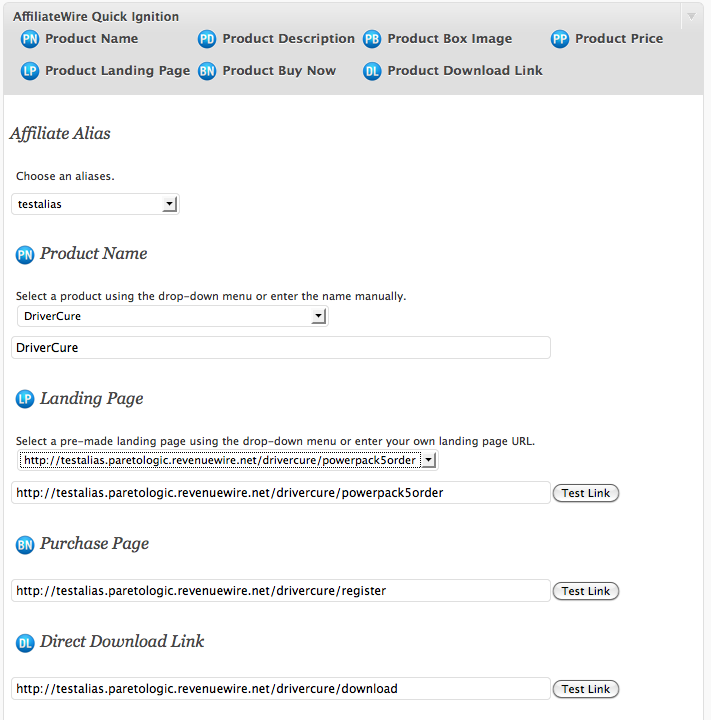 AffiliateWire Quick Ignition
PN Product Name PD Product Description PB Product Box Image PP Product Price
LP Product Landing Page BN Product Buy Now DL Product Download Link
Affiliate Alias
Choose an aliases.
testalias
PN Product Name
Select a product using the drop-down menu or enter the name manually.
DriverCure
DriverCure
LP Landing Page
Select a pre-made landing page using the drop-down menu or enter your own landing page URL.
http://testalias.paretologic.revenuewire.net/drivercure/powerpack5order
http://testalias.paretologic.revenuewire.net/drivercure/powerpack5order Test Link
BN Purchase Page
http://testalias.paretologic.revenuewire.net/drivercure/register Test Link
DL Direct Download Link
http://testalias.paretologic.revenuewire.net/drivercure/download Test Link